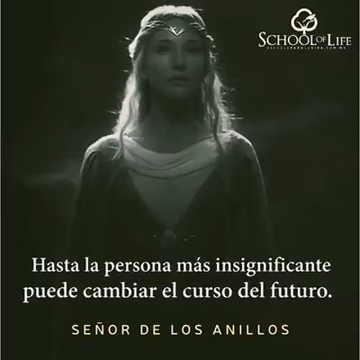 SCHOOL OF LIFE
Hasta la persona más insignificante
puede cambiar el curso del futuro.
SEÑOR DE LOS ANILLOS